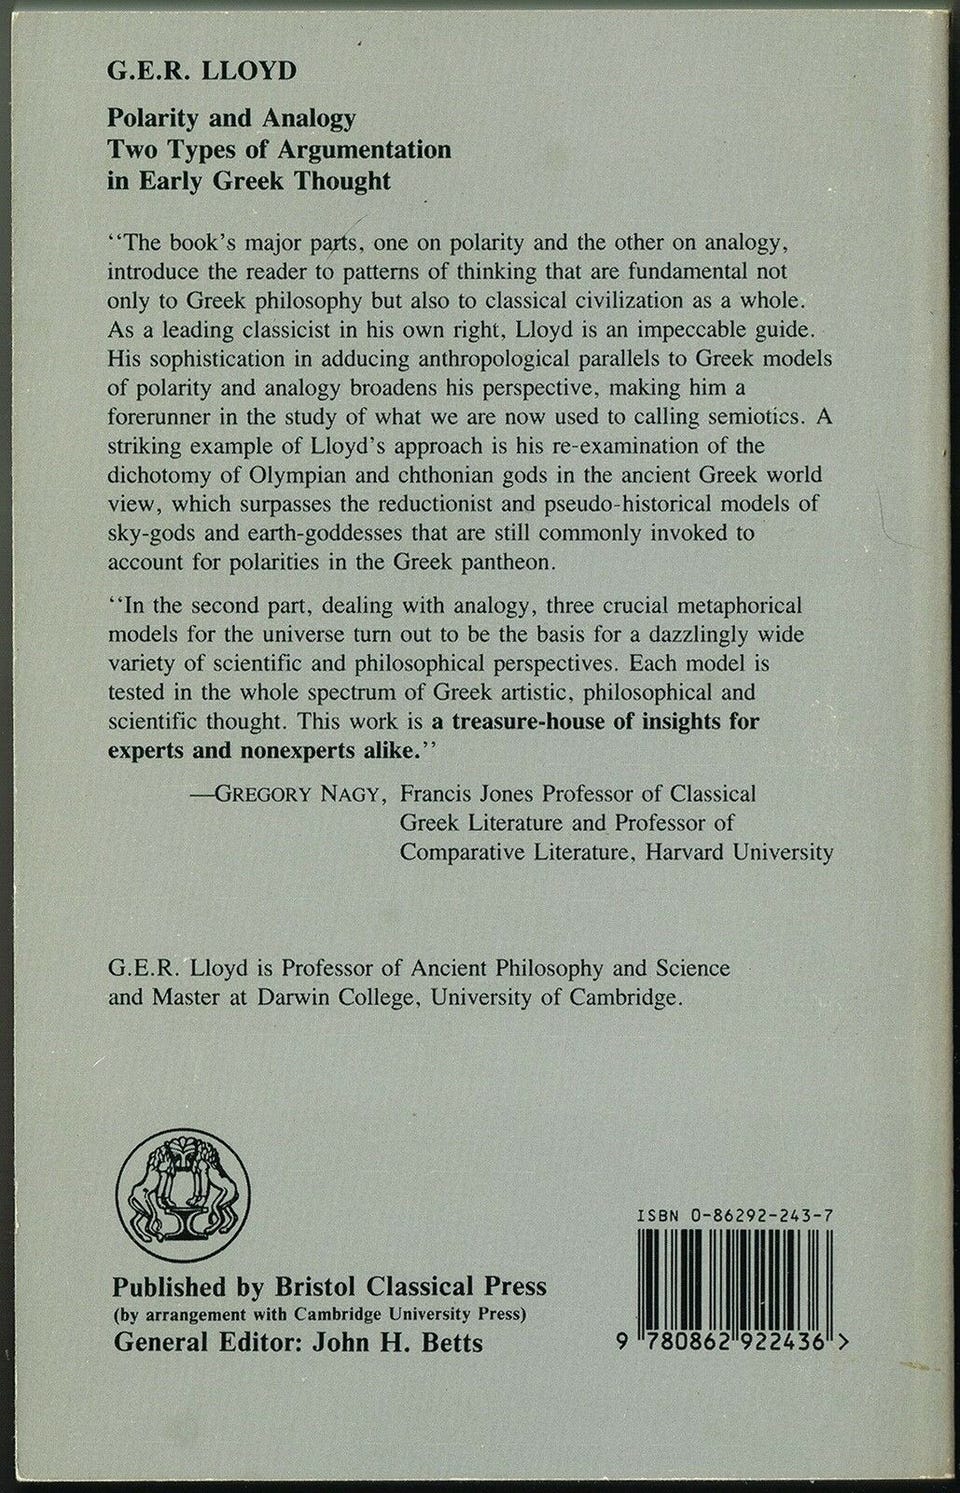 G.E.R. LLOYD
Polarity and Analogy
Two Types of Argumentation
in Early Greek Thought
‘‘The book’s major parts, one on polarity and the other on analogy,
introduce the reader to patterns of thinking that are fundamental not
only to Greek philosophy but also to classical civilization as a whole.
As a leading classicist in his own right, Lloyd is an impeccable guide.
His sophistication in adducing anthropological parallels to Greek models
of polarity and analogy broadens his perspective, making him a
forerunner in the study of what we are now used to calling semiotics. A
striking example of Lloyd’s approach is his re-examination of the
dichotomy of Olympian and chthonian gods in the ancient Greek world
view, which surpasses the reductionist and pseudo-historical models of
sky-gods and earth-goddesses that are still commonly invoked to
account for polarities in the Greek pantheon.
‘‘In the second part, dealing with analogy, three crucial metaphorical
models for the universe turn out to be the basis for a dazzlingly wide
variety of scientific and philosophical perspectives. Each model is
tested in the whole spectrum of Greek artistic, philosophical and
scientific thought. This work is a treasure-house of insights for
experts and nonexperts alike.’’
—GREGORY NAGY, Francis Jones Professor of Classical
Greek Literature and Professor of
Comparative Literature, Harvard University
G.E.R. Lloyd is Professor of Ancient Philosophy and Science
and Master at Darwin College, University of Cambridge.
Published by Bristol Classical Press
(by arrangement with Cambridge University Press)
General Editor: John H. Betts
ISBN 0-86292-243-7
9 780862 922436 >